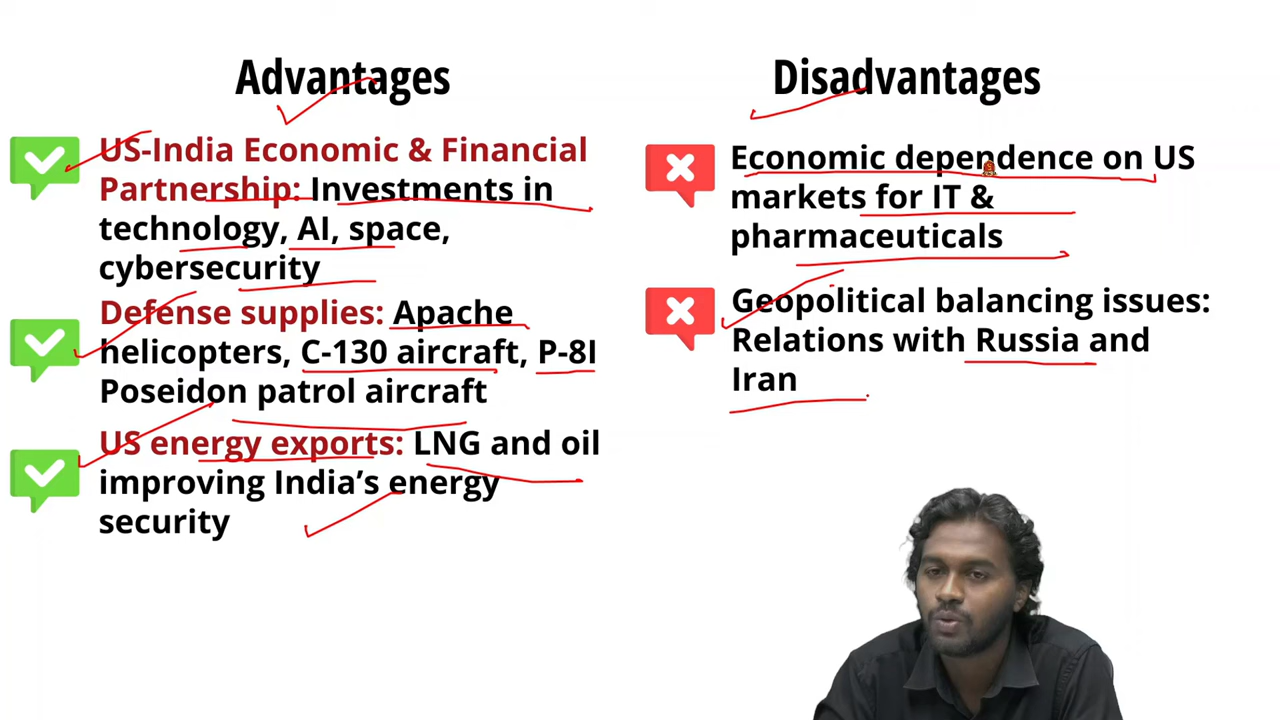 Advantages
US-India Economic & Financial
Partnership: Investments in
technology, AI, space,
cybersecurity
Defense supplies: Apache
helicopters, C-130 aircraft, P-8I
Poseidon patrol aircraft
US energy exports: LNG and oil
improving India’s energy
security
Disadvantages
Economic dependence on US
markets for IT &
pharmaceuticals
Geopolitical balancing issues:
Relations with Russia and
Iran